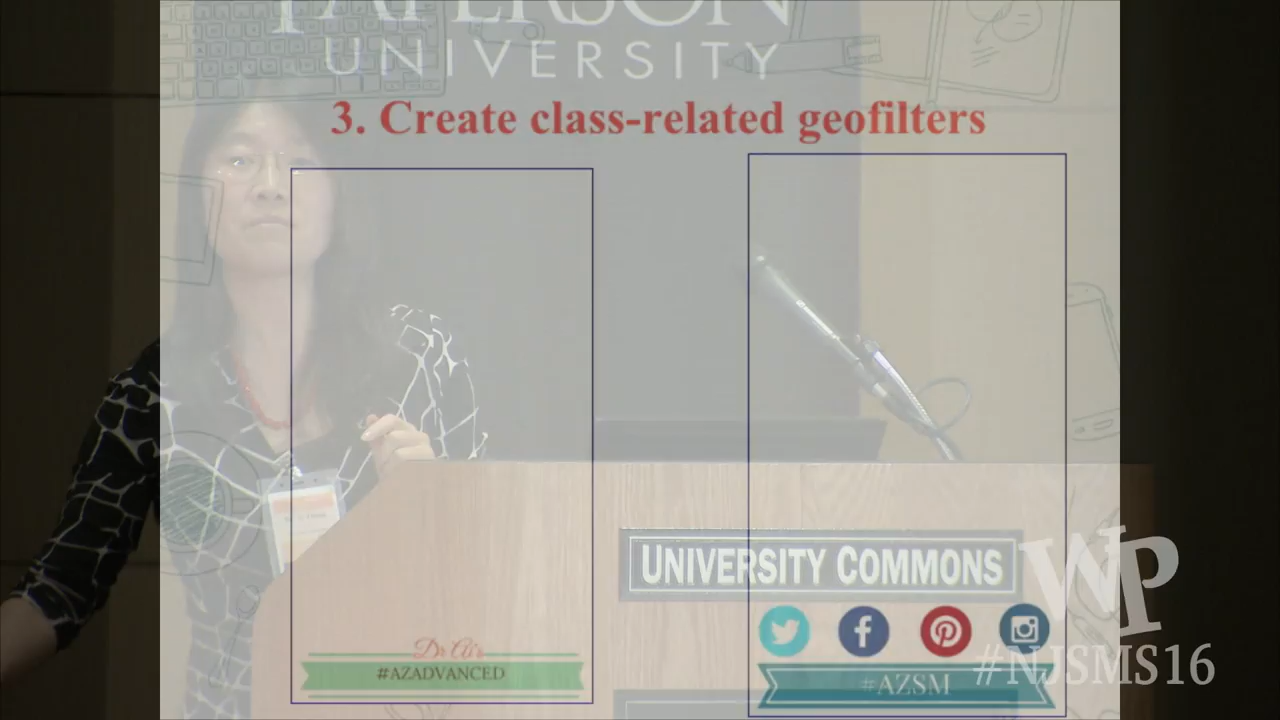 PATERSON
UNIVERSITY
3. Create class-related geofilters
UNIVERSITY COMMONS
Dr Ai's
#AZADVANCED
#AZSM
WP
#NJSMS16